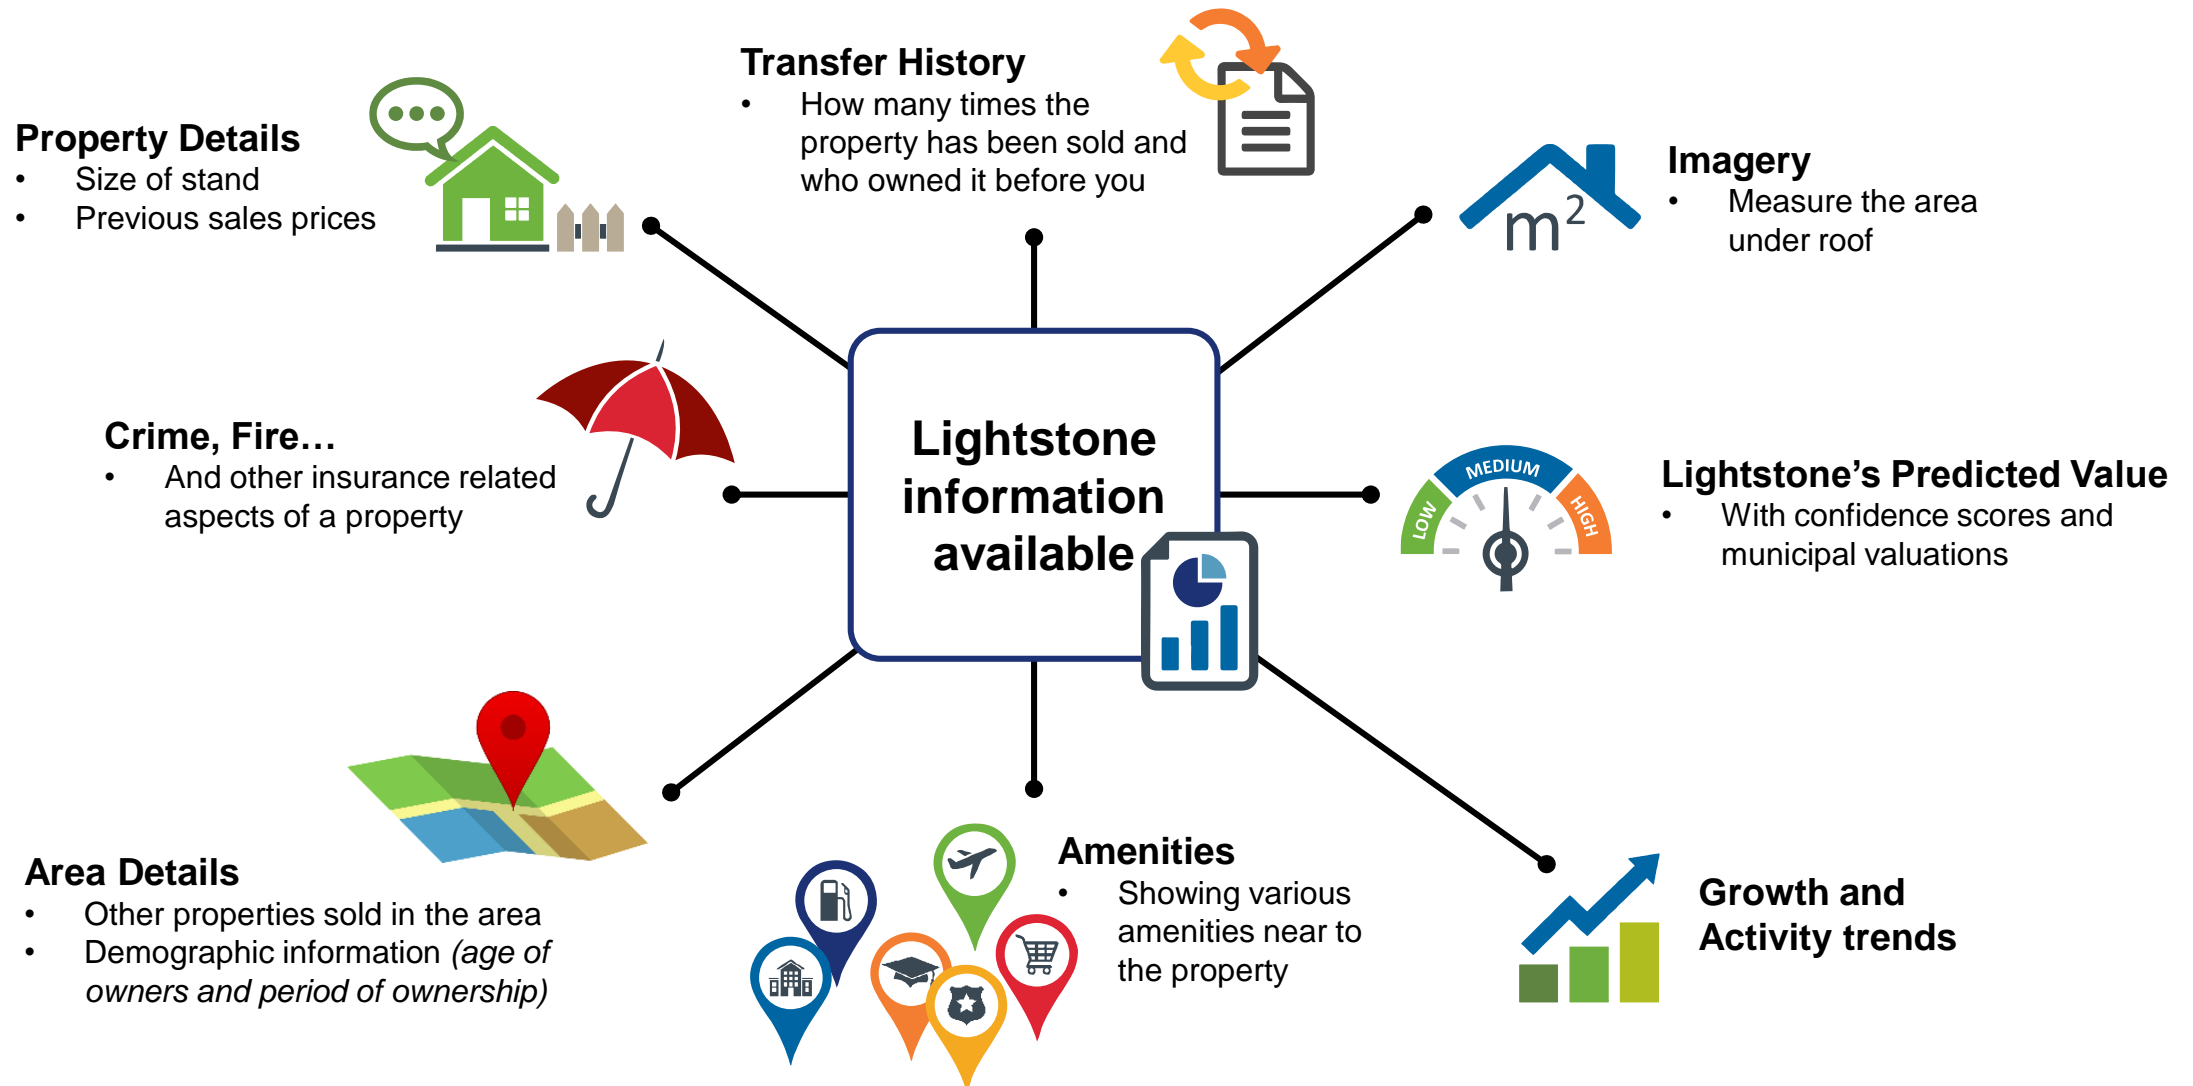 Transfer History
• How many times the
property has been sold and
who owned it before you
Property Details
• Size of stand
• Previous sales prices
Imagery
• Measure the area
under roof
m²
Crime, Fire…
• And other insurance related
aspects of a property
Lightstone
information
available
LOW
MEDIUM
HIGH
Lightstone’s Predicted Value
• With confidence scores and
municipal valuations
Area Details
• Other properties sold in the area
• Demographic information (age of
owners and period of ownership)
Amenities
• Showing various
amenities near to
the property
Growth and
Activity trends